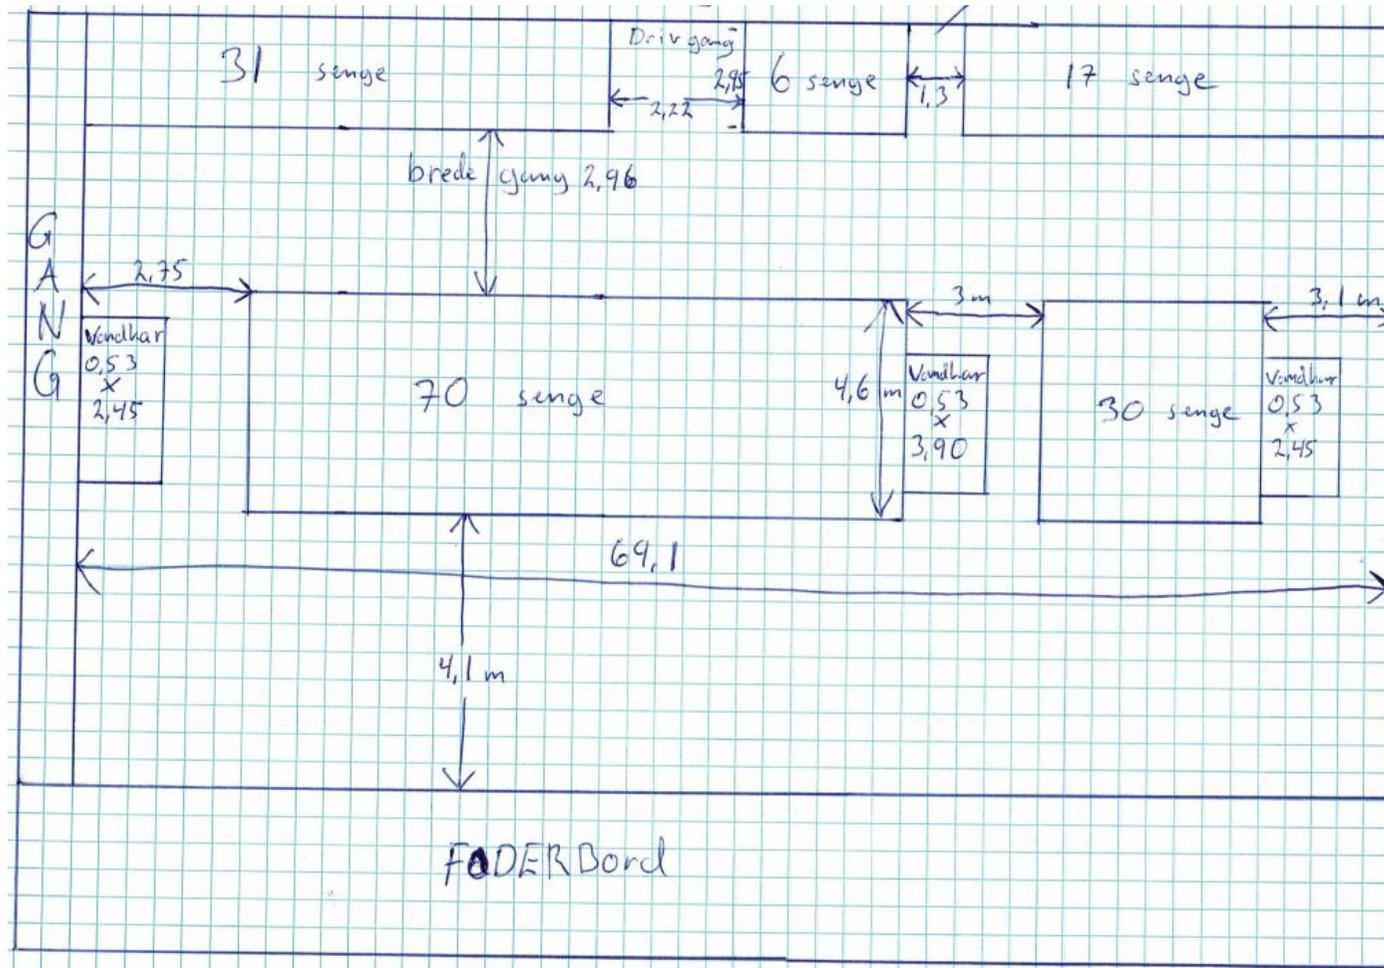 31 senge
Driv gang
2,95
2,22
6 senge
1,3
17 senge
brede gang 2,96
GANG
2,75
3 m
3,1 m
Vandkar
0,53
x
2,45
70 senge
4,6 m
Vandkar
0,53
x
3,90
30 senge
Vandkar
0,53
x
2,45
69,1
4,1 m
FODERBord